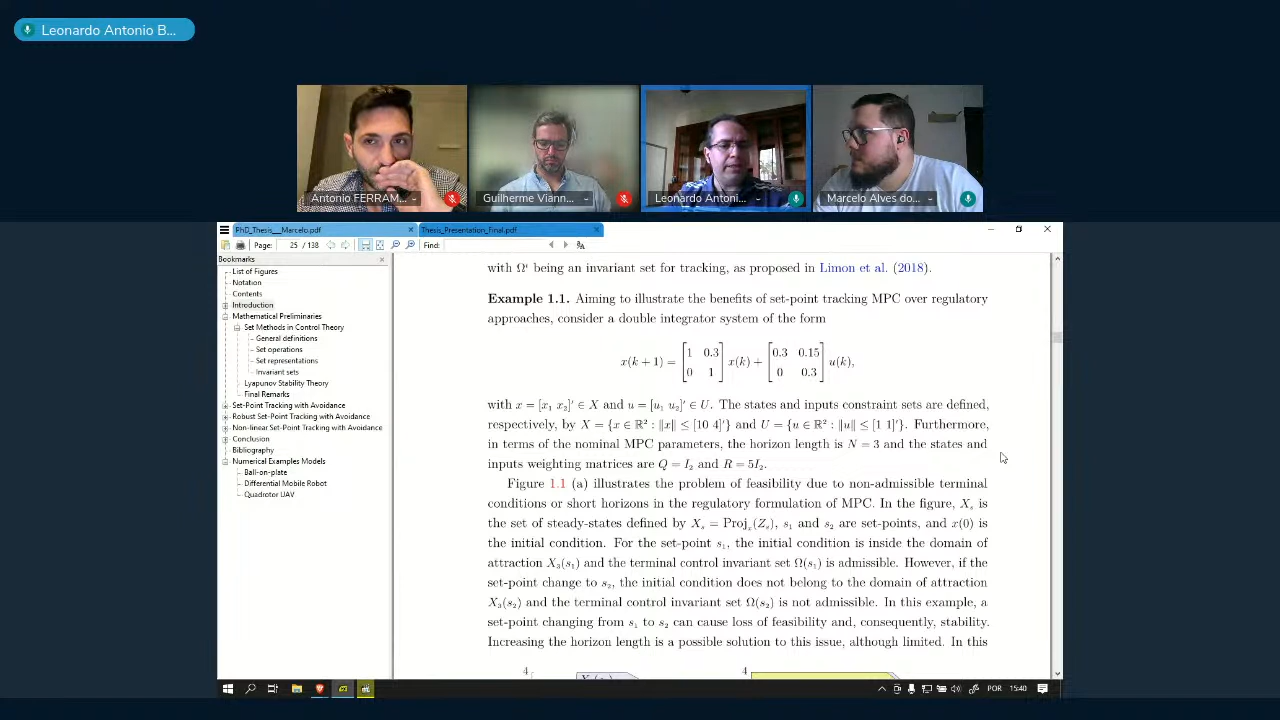 Leonardo Antonio B...
Antonio FERRAM...
Guilherme Viann...
Leonardo Antoni...
Marcelo Alves do...
PhD_Thesis__Marcelo.pdf
Thesis_Presentation_Final.pdf
Page: 25 / 138
Find:
Bookmarks
List of Figures
Notation
Contents
Introduction
Mathematical Preliminaries
Set Methods in Control Theory
General definitions
Set operations
Set representations
Invariant sets
Lyapunov Stability Theory
Final Remarks
Set-Point Tracking with Avoidance
Robust Set-Point Tracking with Avoidance
Non-linear Set-Point Tracking with Avoidance
Conclusion
Bibliography
Numerical Examples Models
Ball-on-plate
Differential Mobile Robot
Quadrotor UAV
with Ωᵗ being an invariant set for tracking, as proposed in Limon et al. (2018).
Example 1.1. Aiming to illustrate the benefits of set-point tracking MPC over regulatory
approaches, consider a double integrator system of the form
x(k + 1) = [1 0.3; 0 1] x(k) + [0.3 0.15; 0 0.3] u(k),
with x = [x₁ x₂]′ ∈ X and u = [u₁ u₂]′ ∈ U. The states and inputs constraint sets are defined,
respectively, by X = {x ∈ ℝ² : ‖x‖ ≤ [10 4]′} and U = {u ∈ ℝ² : ‖u‖ ≤ [1 1]′}. Furthermore,
in terms of the nominal MPC parameters, the horizon length is N = 3 and the states and
inputs weighting matrices are Q = I₂ and R = 5I₂.
Figure 1.1 (a) illustrates the problem of feasibility due to non-admissible terminal
conditions or short horizons in the regulatory formulation of MPC. In the figure, Xₛ is
the set of steady-states defined by Xₛ = Projₓ(Zₛ), s₁ and s₂ are set-points, and x(0) is
the initial condition. For the set-point s₁, the initial condition is inside the domain of
attraction X₃(s₁) and the terminal control invariant set Ω(s₁) is admissible. However, if the
set-point change to s₂, the initial condition does not belong to the domain of attraction
X₃(s₂) and the terminal control invariant set Ω(s₂) is not admissible. In this example, a
set-point changing from s₁ to s₂ can cause loss of feasibility and, consequently, stability.
Increasing the horizon length is a possible solution to this issue, although limited. In this
4
4
POR
15:40